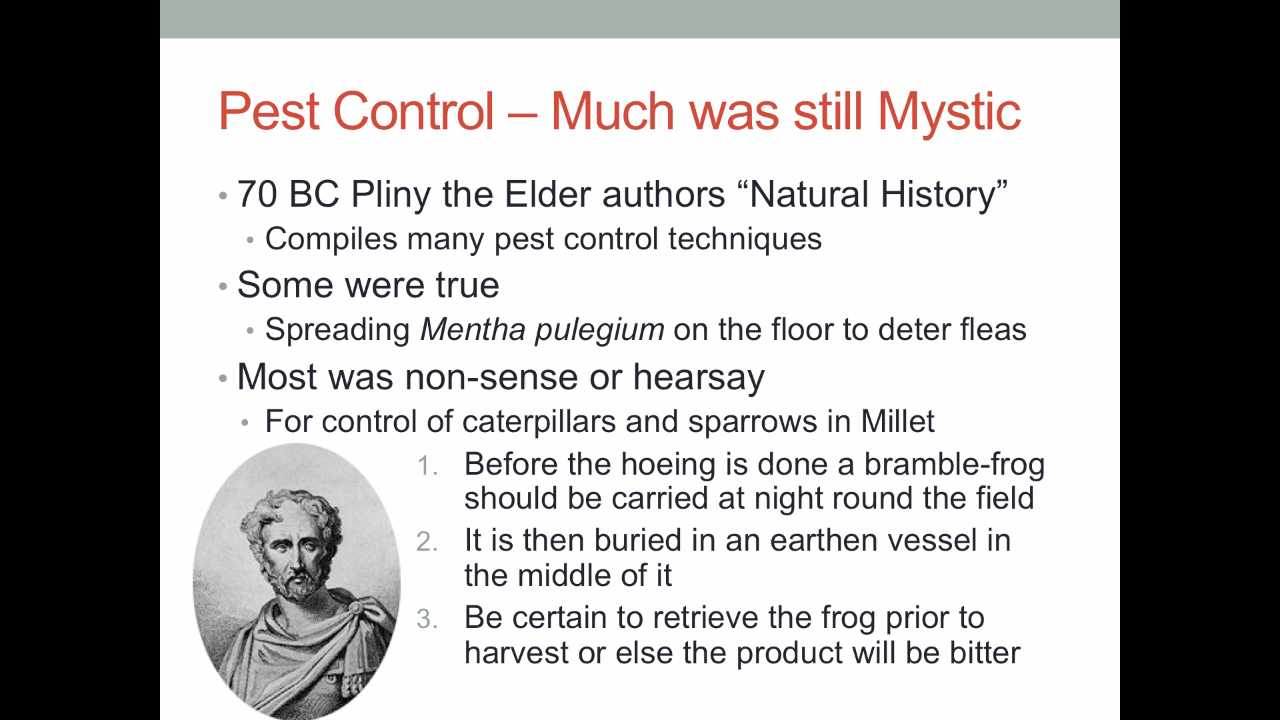 Pest Control – Much was still Mystic
• 70 BC Pliny the Elder authors “Natural History”
• Compiles many pest control techniques
• Some were true
• Spreading Mentha pulegium on the floor to deter fleas
• Most was non-sense or hearsay
• For control of caterpillars and sparrows in Millet
1. Before the hoeing is done a bramble-frog
should be carried at night round the field
2. It is then buried in an earthen vessel in
the middle of it
3. Be certain to retrieve the frog prior to
harvest or else the product will be bitter